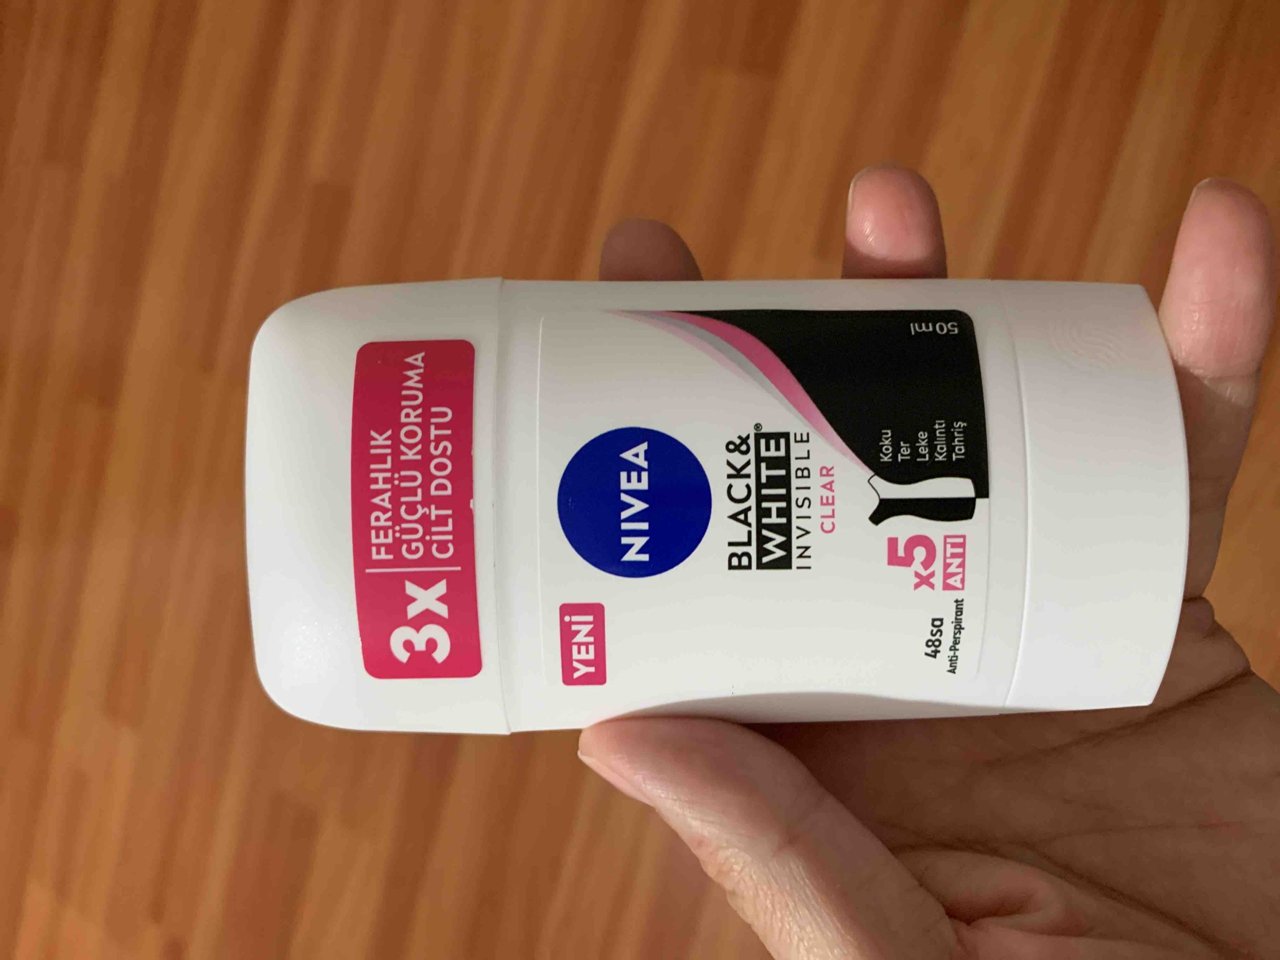 3x
FERAHLIK
GÜÇLÜ KORUMA
CİLT DOSTU
YENİ
NIVEA
BLACK&
WHITE®
INVISIBLE
CLEAR
48sa
Anti-Perspirant
x5
ANTI
Koku
Ter
Leke
Kalıntı
Tahriş
50 ml